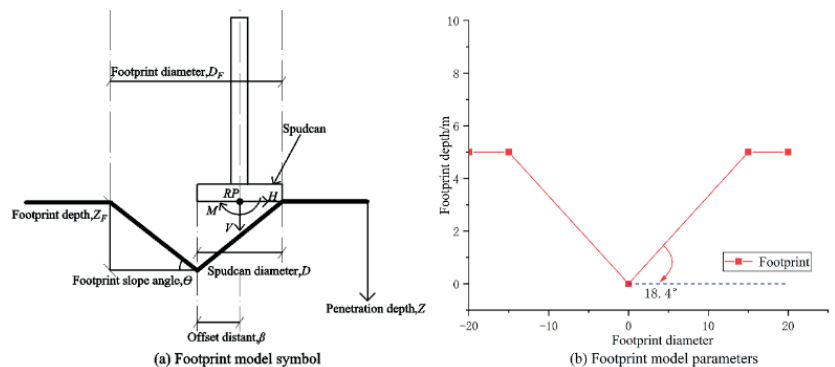 Footprint diameter,D_F
Spudcan
RP
H
M
V
Footprint depth,Z_F
Spudcan diameter,D
Footprint slope angle,Θ
Penetration depth,Z
Offset distant,β
(a) Footprint model symbol
10
8
6
4
2
0
Footprint depth/m
Footprint
18.4°
-20
-10
0
10
20
Footprint diameter
(b) Footprint model parameters